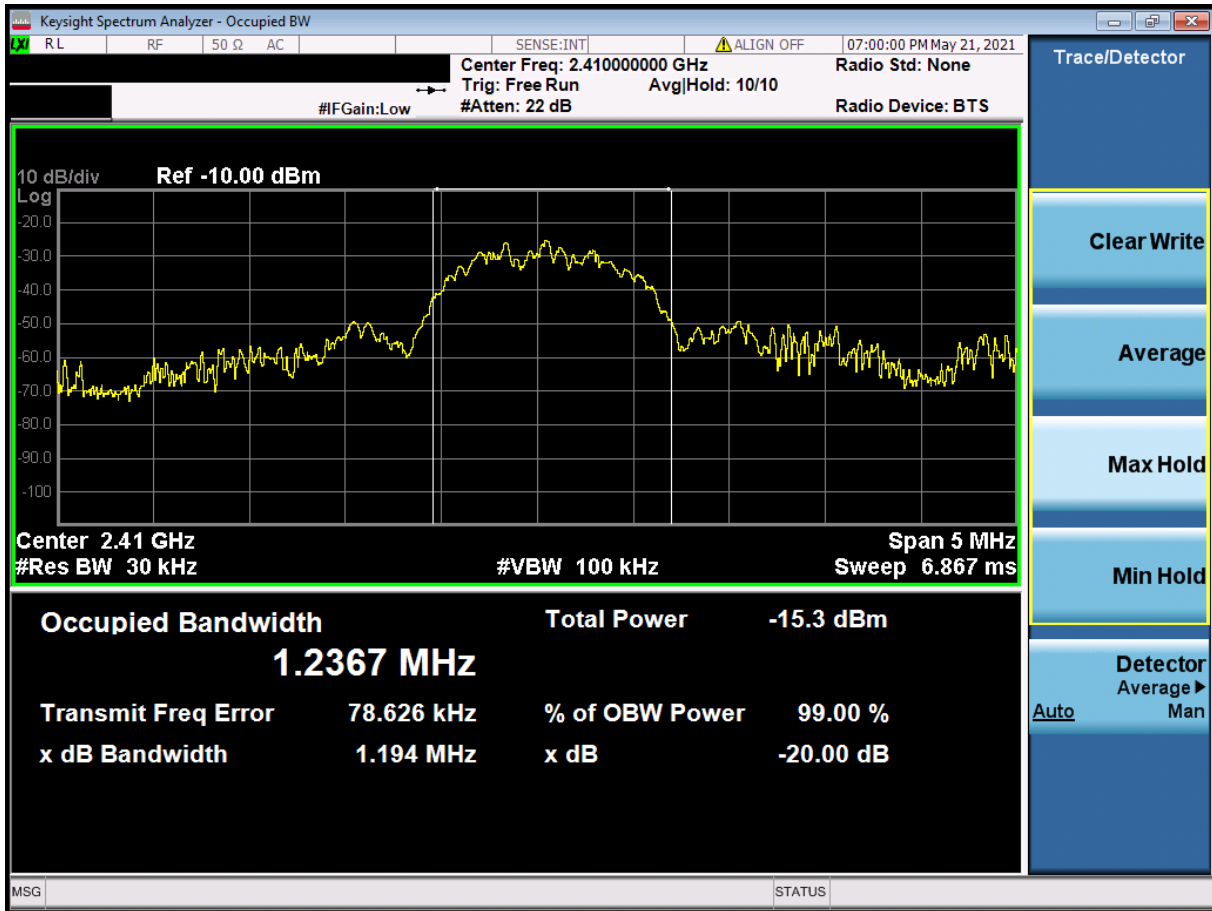 Keysight Spectrum Analyzer - Occupied BW
LXI RL RF 50 Ω AC SENSE:INT ALIGN OFF 07:00:00 PM May 21, 2021
Center Freq: 2.410000000 GHz Radio Std: None
Trig: Free Run Avg|Hold: 10/10
#IFGain:Low #Atten: 22 dB Radio Device: BTS
Trace/Detector
10 dB/div Ref -10.00 dBm
Log
-20.0
-30.0
-40.0
-50.0
-60.0
-70.0
-80.0
-90.0
-100
Center 2.41 GHz Span 5 MHz
#Res BW 30 kHz #VBW 100 kHz Sweep 6.867 ms
Occupied Bandwidth Total Power -15.3 dBm
1.2367 MHz
Transmit Freq Error 78.626 kHz % of OBW Power 99.00 %
x dB Bandwidth 1.194 MHz x dB -20.00 dB
Clear Write
Average
Max Hold
Min Hold
Detector
Average
Auto Man
MSG STATUS